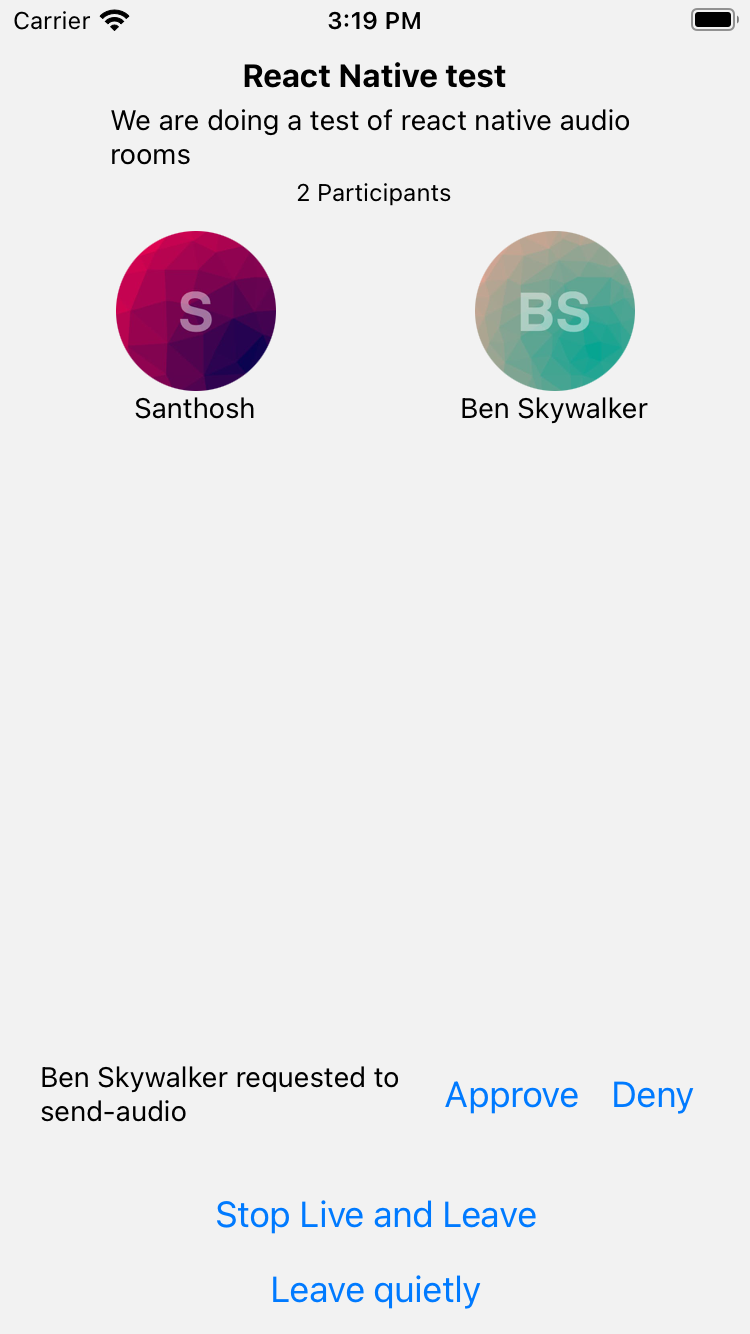 Carrier 3:19 PM
React Native test
We are doing a test of react native audio
rooms
2 Participants
S BS
Santhosh Ben Skywalker
Ben Skywalker requested to
send-audio
Approve Deny
Stop Live and Leave
Leave quietly